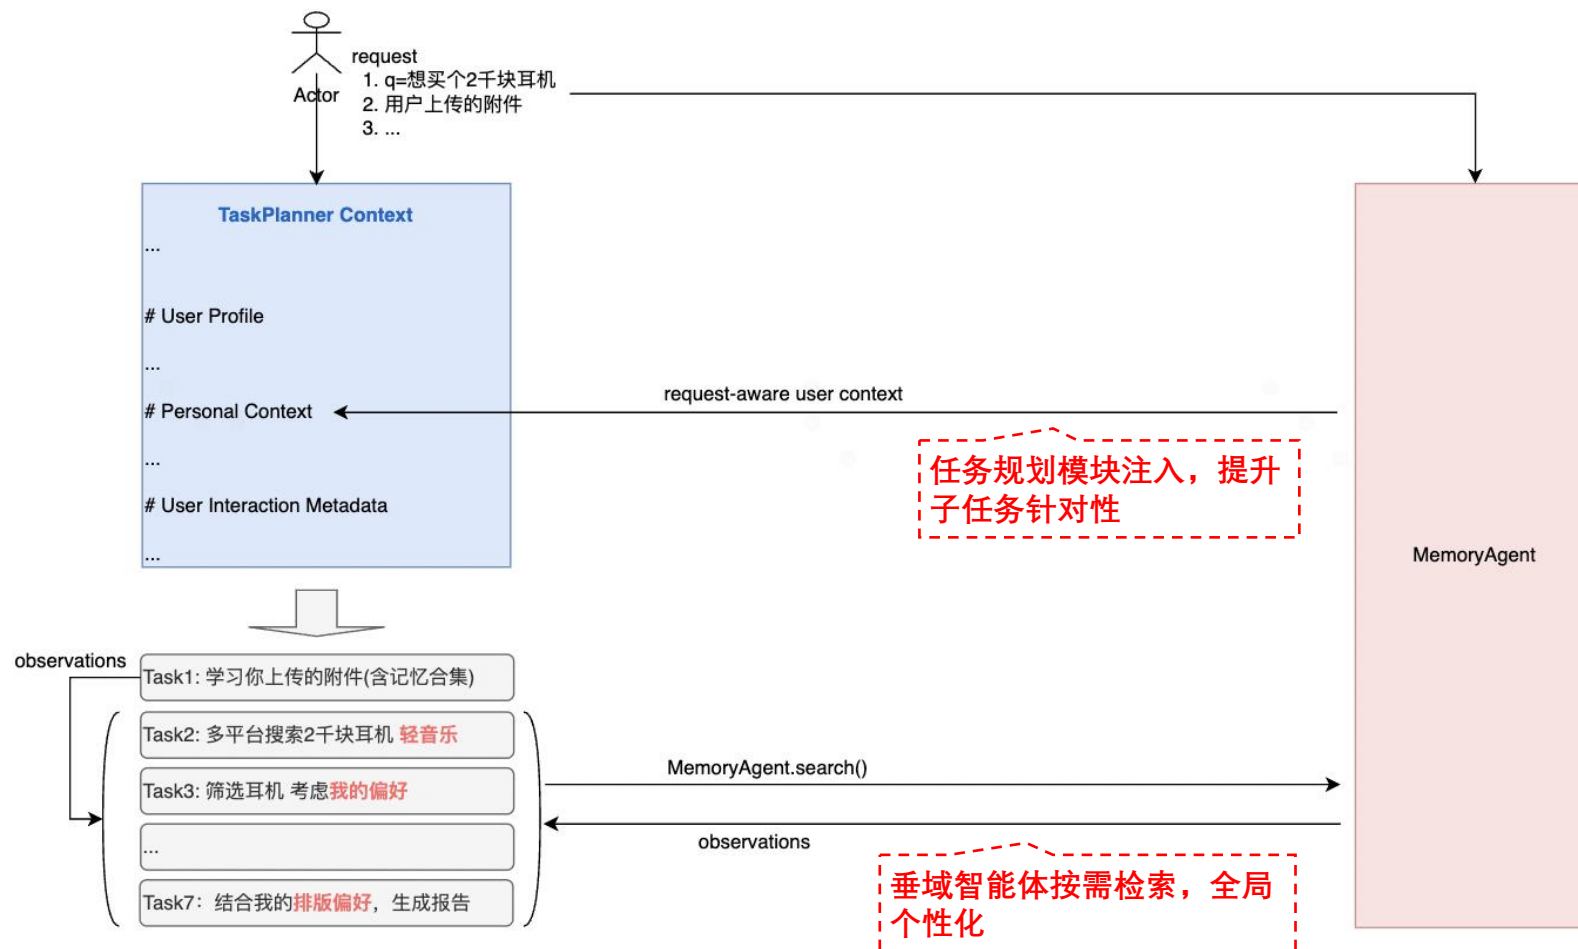 request
1. q=想买个2千块耳机
Actor
2. 用户上传的附件
3. ...
TaskPlanner Context
...
# User Profile
...
request-aware user context
# Personal Context
任务规划模块注入，提升
子任务针对性
...
# User Interaction Metadata
...
MemoryAgent
observations
Task1: 学习你上传的附件(含记忆合集)
Task2: 多平台搜索2千块耳机 轻音乐
MemoryAgent.search()
Task3: 筛选耳机 考虑我的偏好
observations
...
垂域智能体按需检索，全局
个性化
Task7：结合我的排版偏好，生成报告